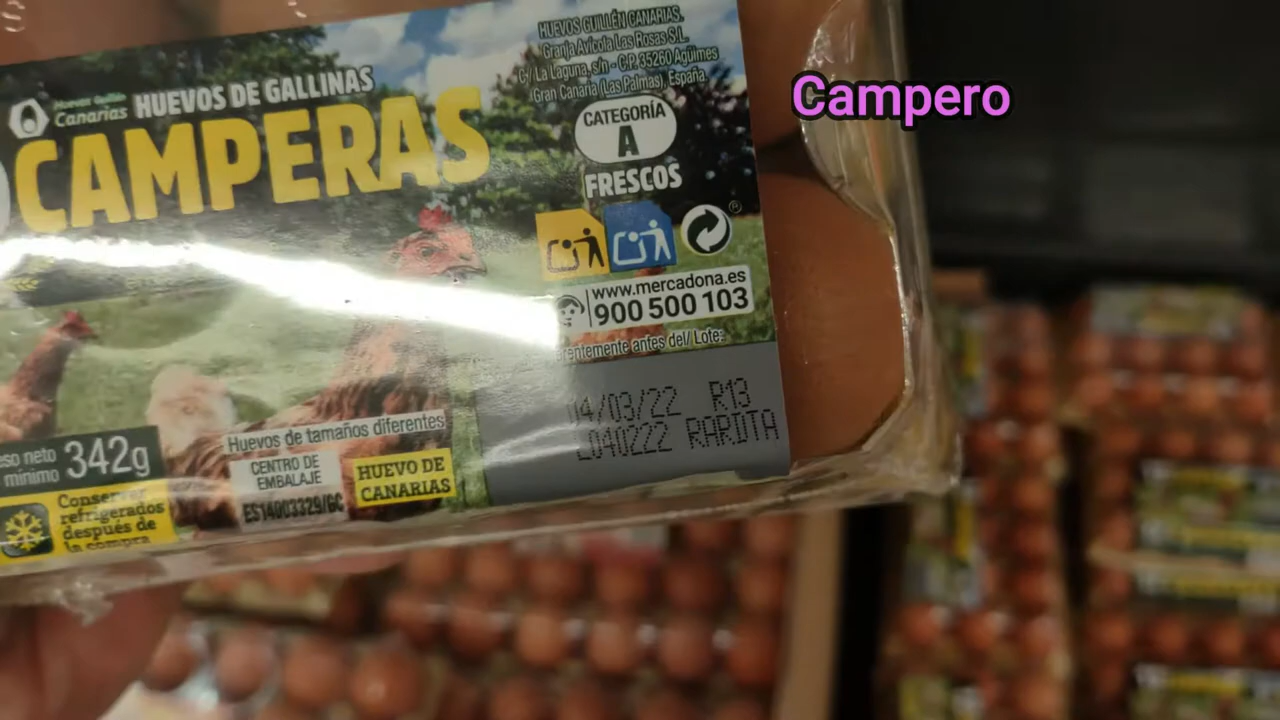 Campero
Huevos Guillén
Canarias
HUEVOS DE GALLINAS
CAMPERAS
HUEVOS GUILLÉN CANARIAS.
Granja Avícola Las Rosas S.L.
C/ La Laguna, s/n - C.P. 35260 Agüimes
(Gran Canaria (Las Palmas), España.
CATEGORÍA
A
FRESCOS
www.mercadona.es
900 500 103
antes del/ Lote:
04/03/22 R13
L040222
Huevos de tamaños diferentes
neto
mínimo 342g
CENTRO DE
EMBALAJE
ES14003329/GC
HUEVO DE
CANARIAS
Conservar
refrigerados
después de
la compra